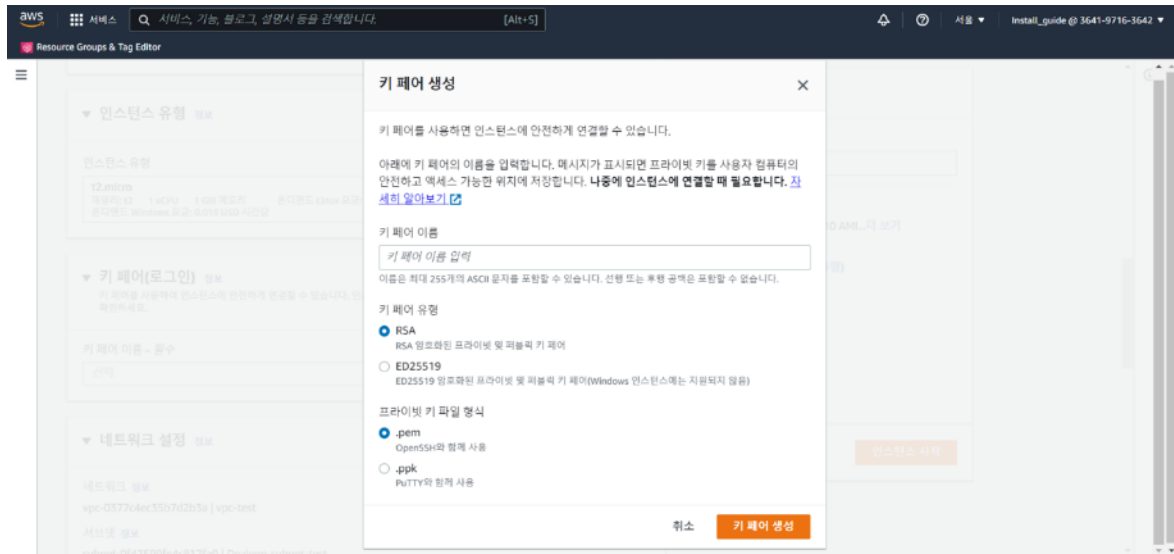 aws
서비스
서비스, 기능, 블로그, 설명서 등을 검색합니다.
[Alt+S]
서울 ▼
Install_guide @ 3641-9716-3642 ▼
Resource Groups & Tag Editor
키 페어 생성
키 페어를 사용하면 인스턴스에 안전하게 연결할 수 있습니다.
아래에 키 페어의 이름을 입력합니다. 메시지가 표시되면 프라이빗 키를 사용자 컴퓨터의
안전하고 액세스 가능한 위치에 저장합니다. 나중에 인스턴스에 연결할 때 필요합니다. 자
세히 알아보기
키 페어 이름
키 페어 이름 입력
이름은 최대 255개의 ASCII 문자를 포함할 수 있습니다. 선행 또는 후행 공백은 포함할 수 없습니다.
키 페어 유형
RSA
RSA 암호화된 프라이빗 및 퍼블릭 키 페어
ED25519
ED25519 암호화된 프라이빗 및 퍼블릭 키 페어(Windows 인스턴스에는 지원되지 않음)
프라이빗 키 파일 형식
.pem
OpenSSH와 함께 사용
.ppk
PuTTY와 함께 사용
취소
키 페어 생성
▼ 인스턴스 유형 정보
인스턴스 유형
t2.micro
▼ 키 페어(로그인) 정보
키 페어 이름 - 필수
선택
▼ 네트워크 설정 정보
네트워크 정보
vpc-0377c4ec35b7d2b3a | vpc-test
서브넷 정보
인스턴스 시작